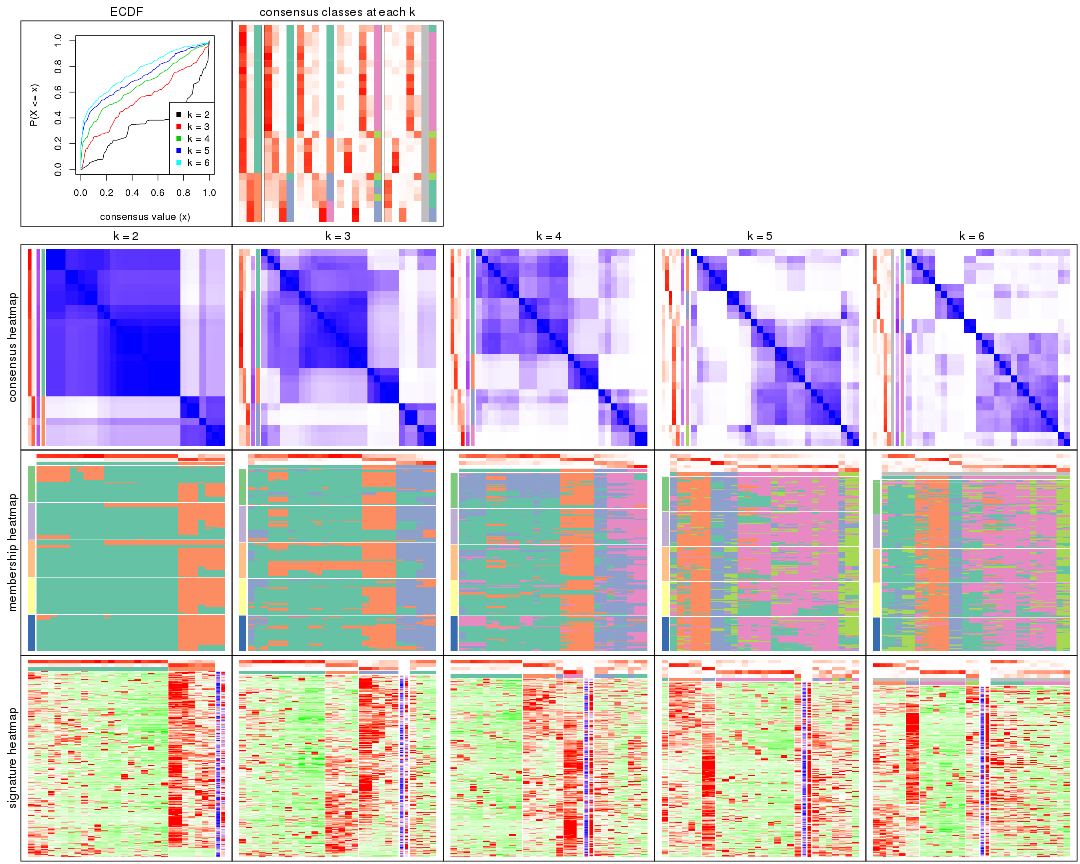 ECDF
consensus classes at each k
P(X <= x)
0.0 0.2 0.4 0.6 0.8 1.0
0.0 0.2 0.4 0.6 0.8 1.0
k = 2
k = 3
k = 4
k = 5
k = 6
consensus value (x)
k = 2
k = 3
k = 4
k = 5
k = 6
consensus heatmap
membership heatmap
signature heatmap